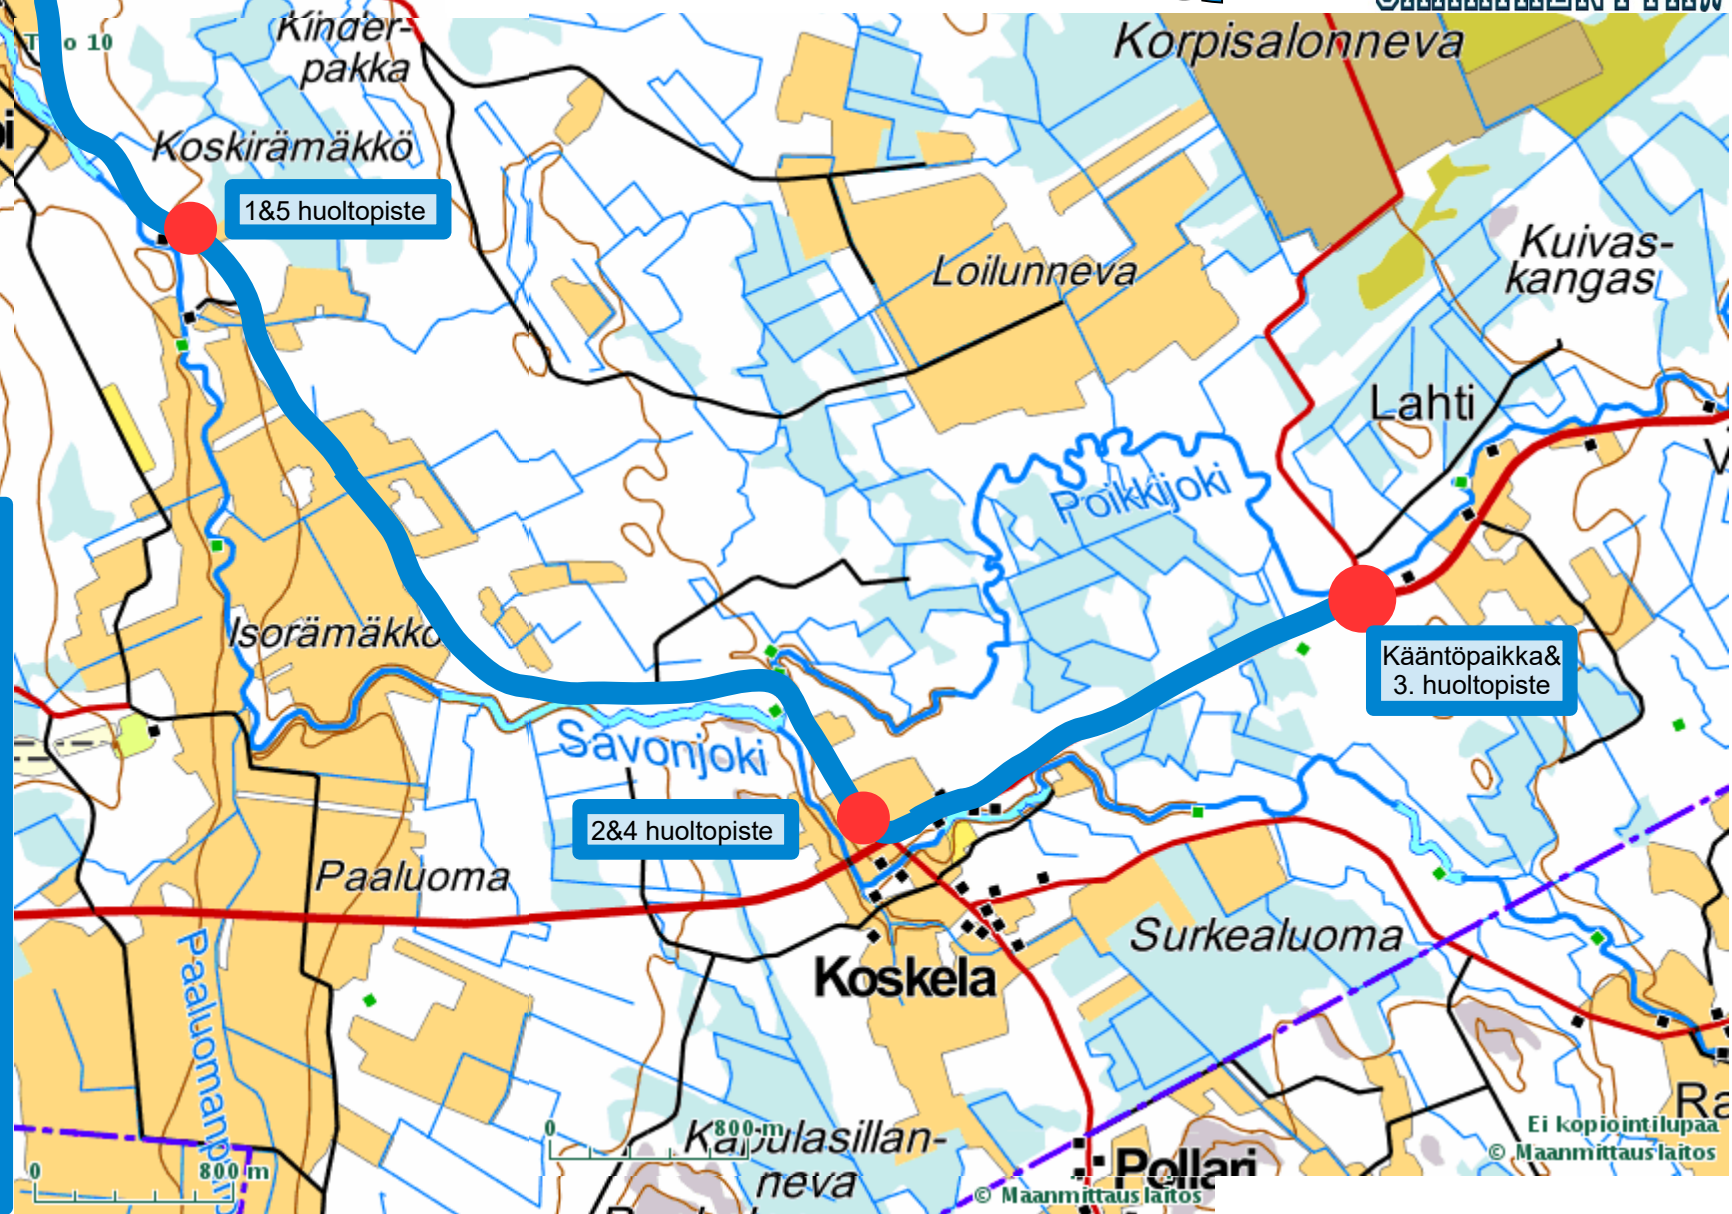 Kinder-
pakka
Korpisalonneva
Koskirämäkkö
1&5 huoltopiste
Loilunneva
Kuivas-
kangas
Lahti
Poikkijoki
Isorämäkkö
Kääntöpaikka&
3. huoltopiste
Savonjoki
2&4 huoltopiste
Paaluoma
Surkealuoma
Koskela
Kapulasillan-
neva
Pollari
0 800 m
0 800 m
Ei kopiointilupaa
© Maanmittauslaitos
© Maanmittauslaitos